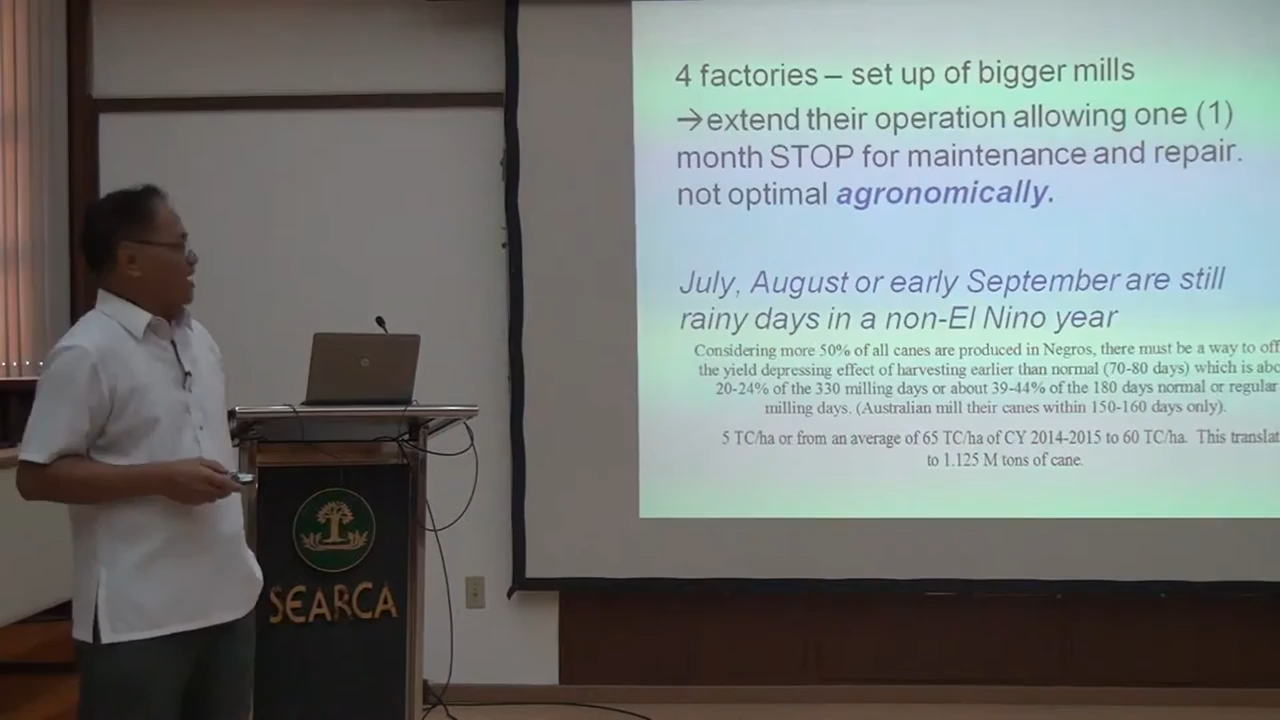 4 factories – set up of bigger mills
→extend their operation allowing one (1)
month STOP for maintenance and repair.
not optimal agronomically.
July, August or early September are still
rainy days in a non-El Nino year
Considering more 50% of all canes are produced in Negros, there must be a way to
the yield depressing effect of harvesting earlier than normal (70-80 days) which is
20-24% of the 330 milling days or about 39-44% of the 180 days normal or regular
milling days. (Australian mill their canes within 150-160 days only).
5 TC/ha or from an average of 65 TC/ha of CY 2014-2015 to 60 TC/ha. This
to 1.125 M tons of cane.
SEARCA